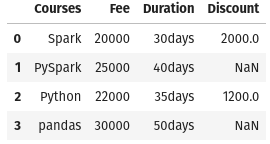 Courses Fee Duration Discount
0 Spark 20000 30days 2000.0
1 PySpark 25000 40days NaN
2 Python 22000 35days 1200.0
3 pandas 30000 50days NaN